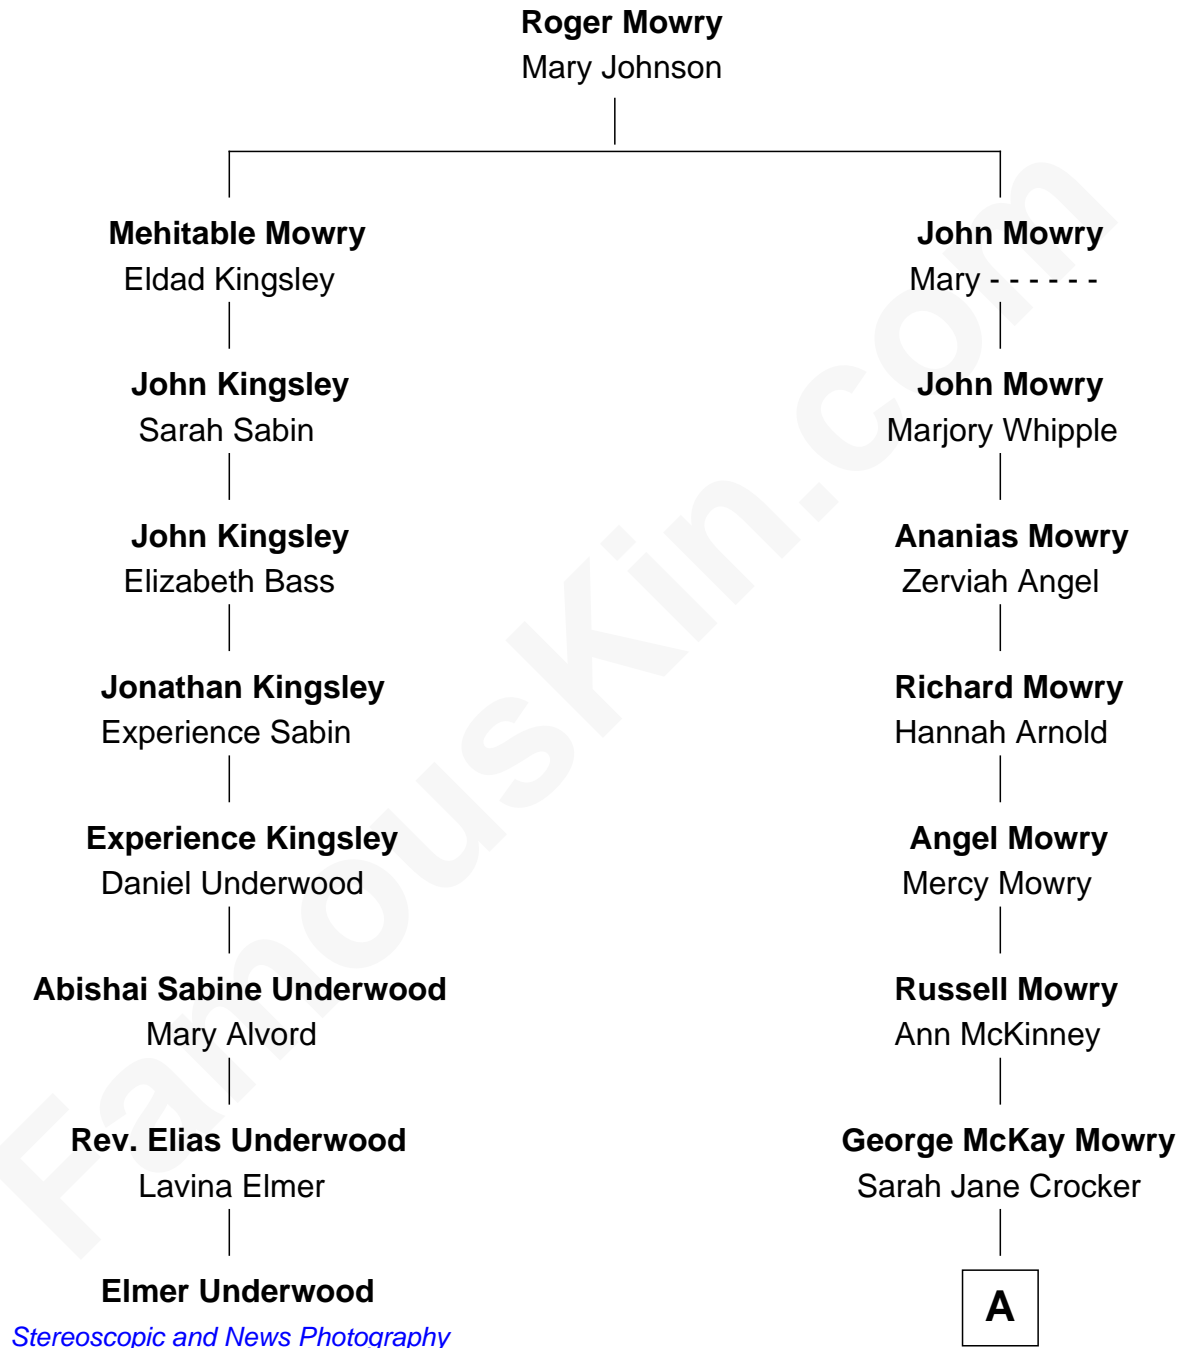 Roger Mowry
Mary Johnson
Mehitable Mowry
Eldad Kingsley
John Mowry
Mary - - - - - -
John Kingsley
Sarah Sabin
John Mowry
Marjory Whipple
John Kingsley
Elizabeth Bass
Ananias Mowry
Zerviah Angel
Jonathan Kingsley
Experience Sabin
Richard Mowry
Hannah Arnold
Experience Kingsley
Daniel Underwood
Angel Mowry
Mercy Mowry
Abishai Sabine Underwood
Mary Alvord
Russell Mowry
Ann McKinney
Rev. Elias Underwood
Lavina Elmer
George McKay Mowry
Sarah Jane Crocker
Elmer Underwood
Stereoscopic and News Photography
A
FamousKin.com